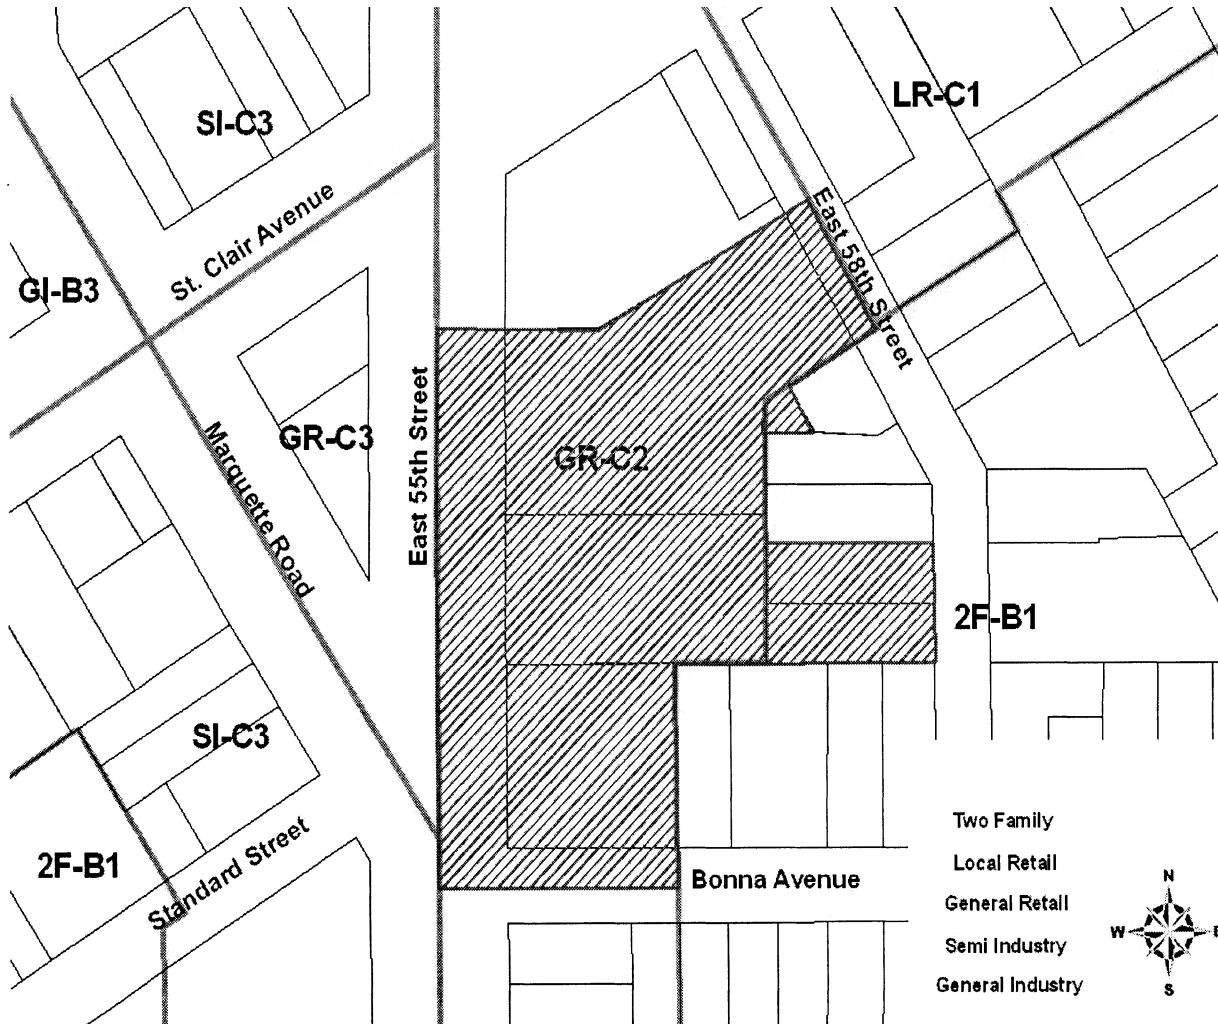 LR-C1
SI-C3
St. Clair Avenue
East 58th Street
GI-B3
GR-C3
East 55th Street
GR-C2
Marquette Road
2F-B1
SI-C3
2F-B1
Standard Street
Bonna Avenue
Two Family
Local Retail
General Retail
Semi Industry
General Industry
N
W
E
S